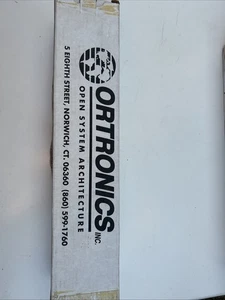 ORTRONICS INC.
OPEN SYSTEM ARCHITECTURE
5 EIGHTH STREET, NORWICH, CT. 06360 (860) 599-1760